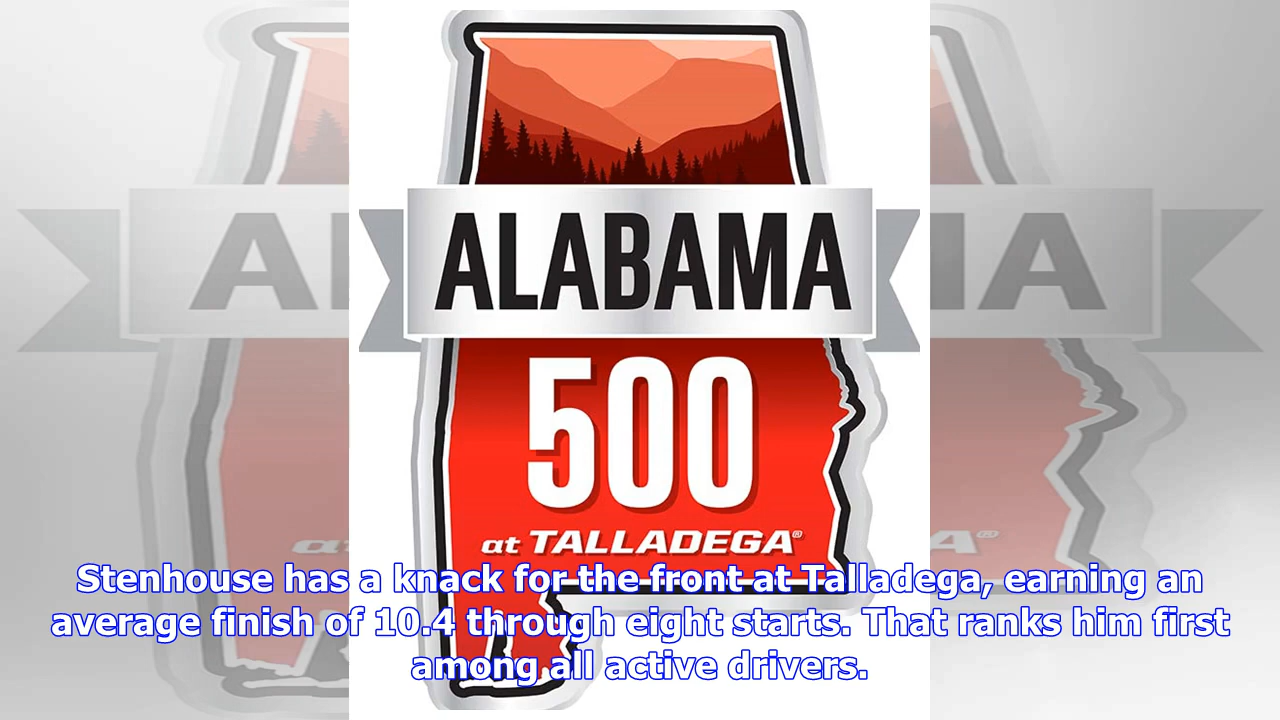 ALABAMA
500
at TALLADEGA®
Stenhouse has a knack for the front at Talladega, earning an
average finish of 10.4 through eight starts. That ranks him first
among all active drivers.